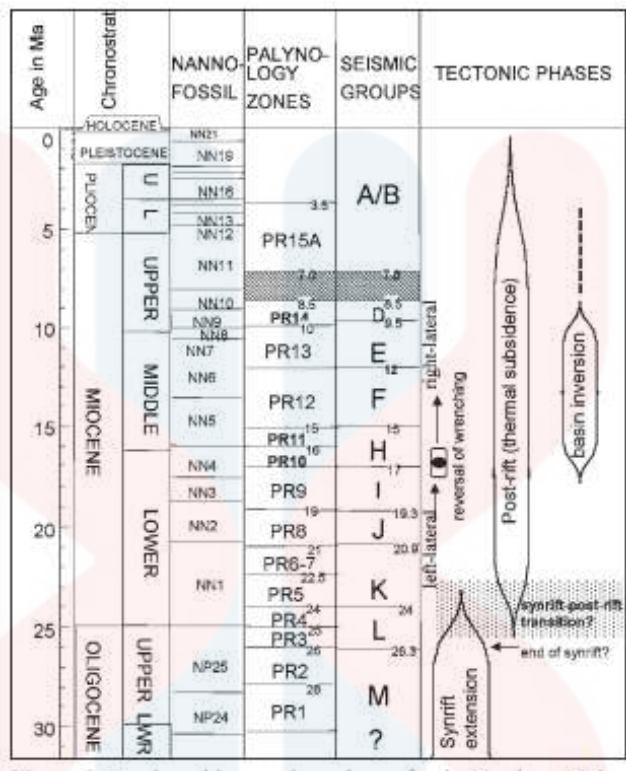 Age in Ma
Chronostrat
NANNO-
FOSSIL
PALYNO-
LOGY
ZONES
SEISMIC
GROUPS
TECTONIC PHASES
0
5
10
15
20
25
30
HOLOCENE
PLEISTOCENE
PLIOCEN
U
L
MIOCENE
UPPER
MIDDLE
LOWER
OLIGOCENE
UPPER
LWR
NN21
NN19
NN16
NN13
NN12
NN11
NN10
NN9
NN8
NN7
NN6
NN5
NN4
NN3
NN2
NN1
NP25
NP24
3.5
PR15A
7.0
8.5
PR14
10
PR13
PR12
15
PR11
16
PR10
PR9
19
PR8
21
PR6-7
22.5
PR5
24
PR4
25
PR3
26
PR2
28
PR1
A/B
7.0
8.5
D
9.5
E
12
F
15
H
17
I
19.3
J
20.9
K
24
L
26.3
M
?
right-lateral
reversal of wrenching
left-lateral
Post-rift (thermal subsidence)
basin inversion
synrift-post-rift
transition?
end of synrift?
Synrift
extension